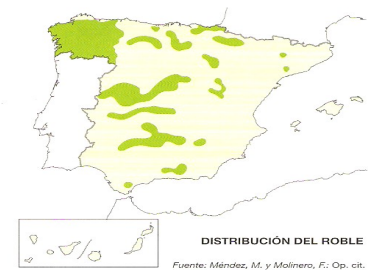 DISTRIBUCIÓN DEL ROBLE
Fuente: Méndez, M. y Molinero, F.: Op. cit.